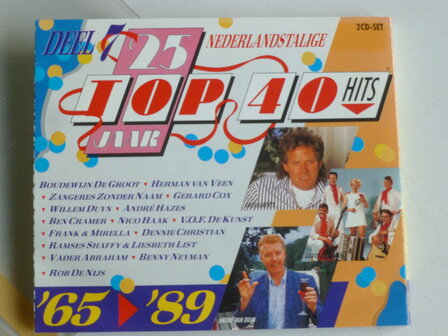 DEEL 7
25
NEDERLANDSTALIGE
2CD-SET
TOP 40 HITS
JAAR
BOUDEWIJN DE GROOT ▾ HERMAN VAN VEEN
▾ ZANGERES ZONDER NAAM ▾ GERARD COX
▾ WILLEM DUYN ▾ ANDRÉ HAZES
▾ BEN CRAMER ▾ NICO HAAK ▾ V.O.F. DE KUNST
▾ FRANK & MIRELLA ▾ DENNIE CHRISTIAN
▾ RAMSES SHAFFY & LIESBETH LIST
▾ VADER ABRAHAM ▾ BENNY NEYMAN
▾ ROB DE NIJS
'65 ▸ '89
ANDRÉ VAN DUIN